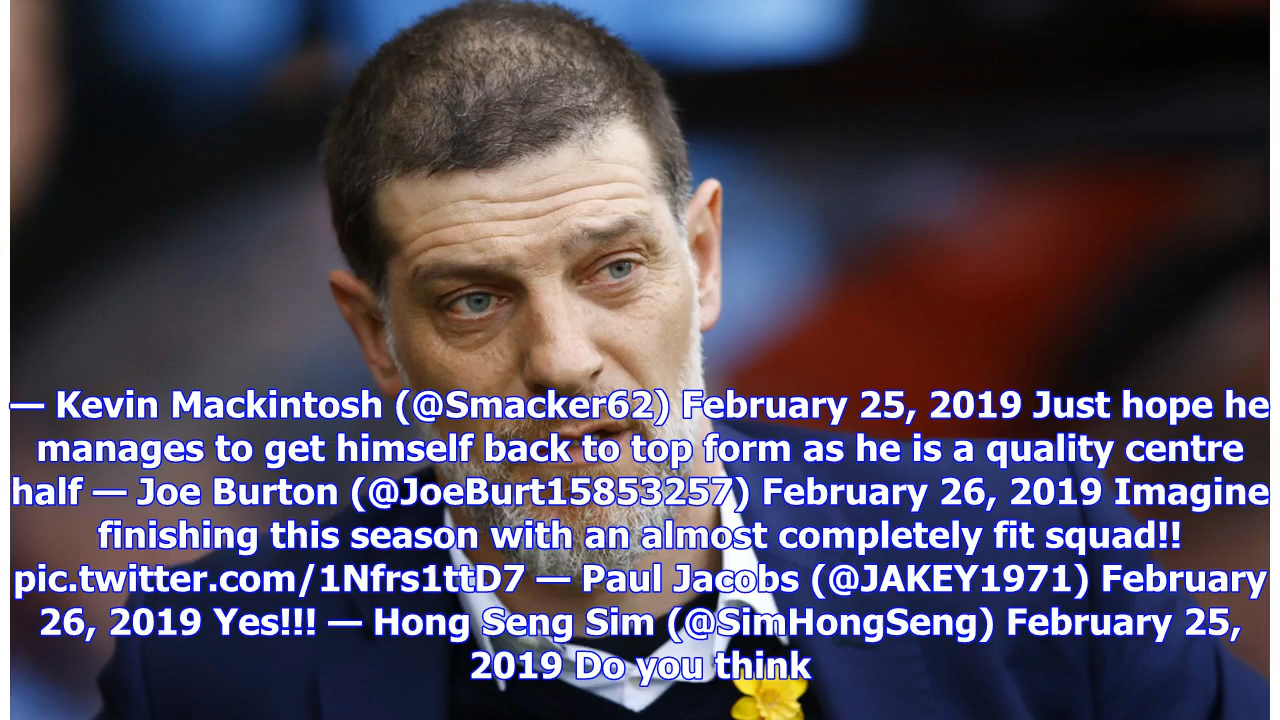 — Kevin Mackintosh (@Smacker62) February 25, 2019 Just hope he
manages to get himself back to top form as he is a quality centre
half — Joe Burton (@JoeBurt15853257) February 26, 2019 Imagine
finishing this season with an almost completely fit squad!!
pic.twitter.com/1Nfrs1ttD7 — Paul Jacobs (@JAKEY1971) February
26, 2019 Yes!!! — Hong Seng Sim (@SimHongSeng) February 25,
2019 Do you think